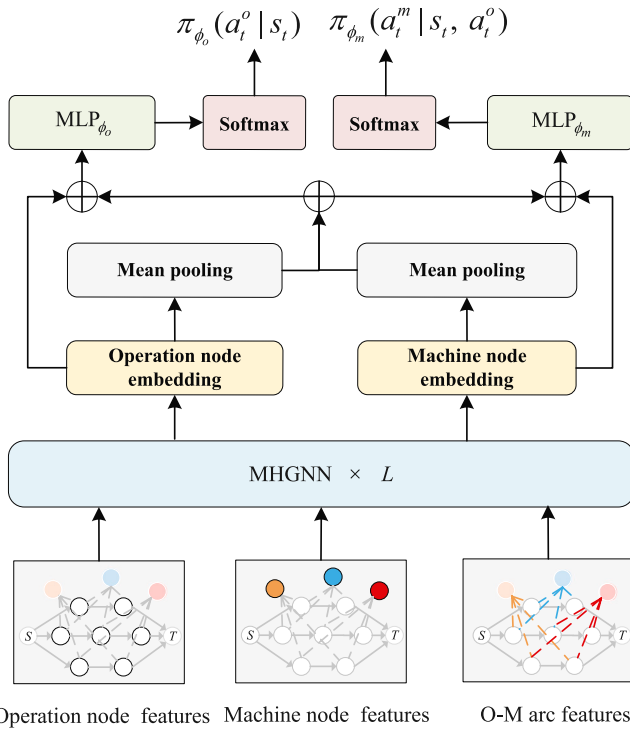 π_{ϕ_o}(a_t^o | s_t) π_{ϕ_m}(a_t^m | s_t, a_t^o)
MLP_{ϕ_o} Softmax Softmax MLP_{ϕ_m}
Mean pooling Mean pooling
Operation node
embedding
Machine node
embedding
MHGNN × L
S T S T S T
Operation node features Machine node features O-M arc features